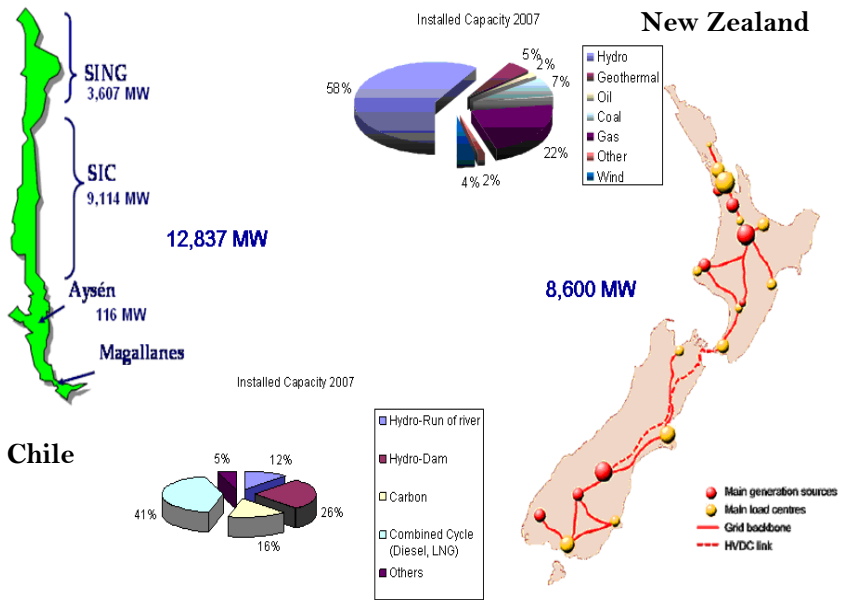 New Zealand
Installed Capacity 2007
5%
2%
7%
58%
22%
4%
2%
Hydro
Geothermal
Oil
Coal
Gas
Other
Wind
SING
3,607 MW
SIC
9,114 MW
12,837 MW
8,600 MW
Aysén
116 MW
Magallanes
Chile
Installed Capacity 2007
5%
12%
41%
26%
16%
Hydro-Run of river
Hydro-Dam
Carbon
Combined Cycle
(Diesel, LNG)
Others
Main generation sources
Main load centres
Grid backbone
HVDC link